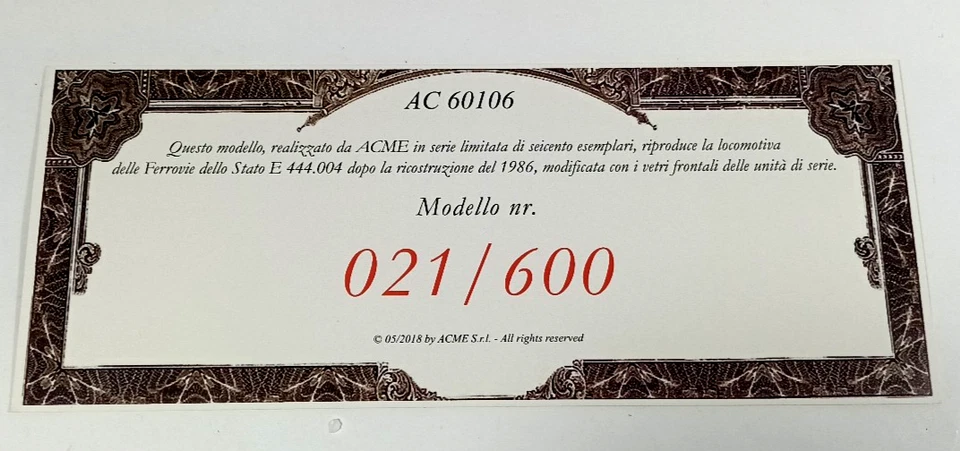 AC 60106
Questo modello, realizzato da ACME in serie limitata di seicento esemplari, riproduce la locomotiva
delle Ferrovie dello Stato E 444.004 dopo la ricostruzione del 1986, modificata con i vetri frontali delle unità di serie.
Modello nr.
021/600
© 05/2018 by ACME S.r.l. - All rights reserved